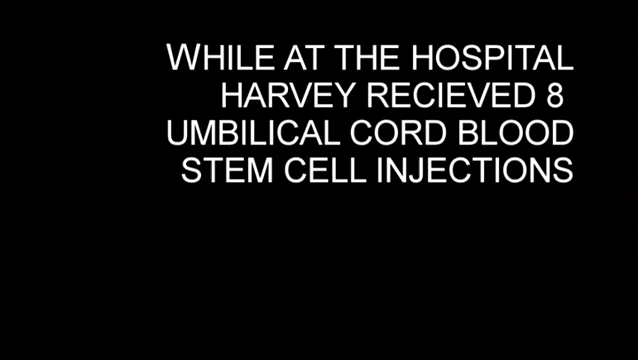 WHILE AT THE HOSPITAL
HARVEY RECIEVED 8
UMBILICAL CORD BLOOD
STEM CELL INJECTIONS